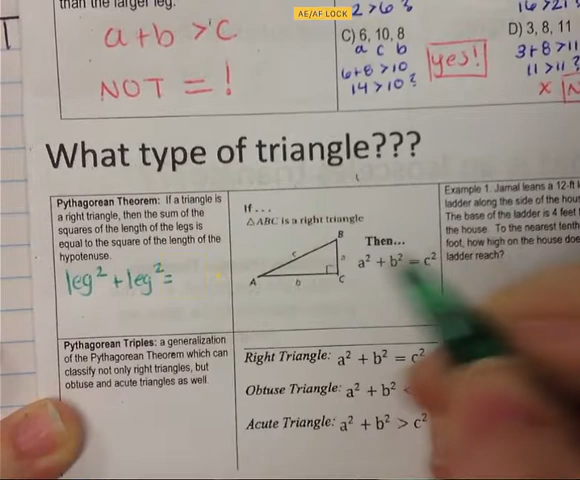 than the larger leg.
a+b > c
NOT = !
AE/AF LOCK
2 > 6 ?
C) 6, 10, 8
a c b
6+8 > 10
14 > 10 ?
yes!
16 > 21 ?
D) 3, 8, 11
3+8 > 11
11 > 11 ?
x
What type of triangle???
Pythagorean Theorem: If a triangle is
a right triangle, then the sum of the
squares of the length of the legs is
equal to the square of the length of the
hypotenuse.
leg² + leg² =
If...
△ABC is a right triangle
B
c
a
A
b
C
Then...
a² + b² = c²
Example 1. Jamal leans a 12-ft
ladder along the side of the
The base of the ladder is 4 feet
the house. To the nearest tenth
foot, how high on the house
ladder reach?
Pythagorean Triples: a generalization
of the Pythagorean Theorem which can
classify not only right triangles, but
obtuse and acute triangles as well.
Right Triangle: a² + b² = c²
Obtuse Triangle: a² + b² <
Acute Triangle: a² + b² > c²